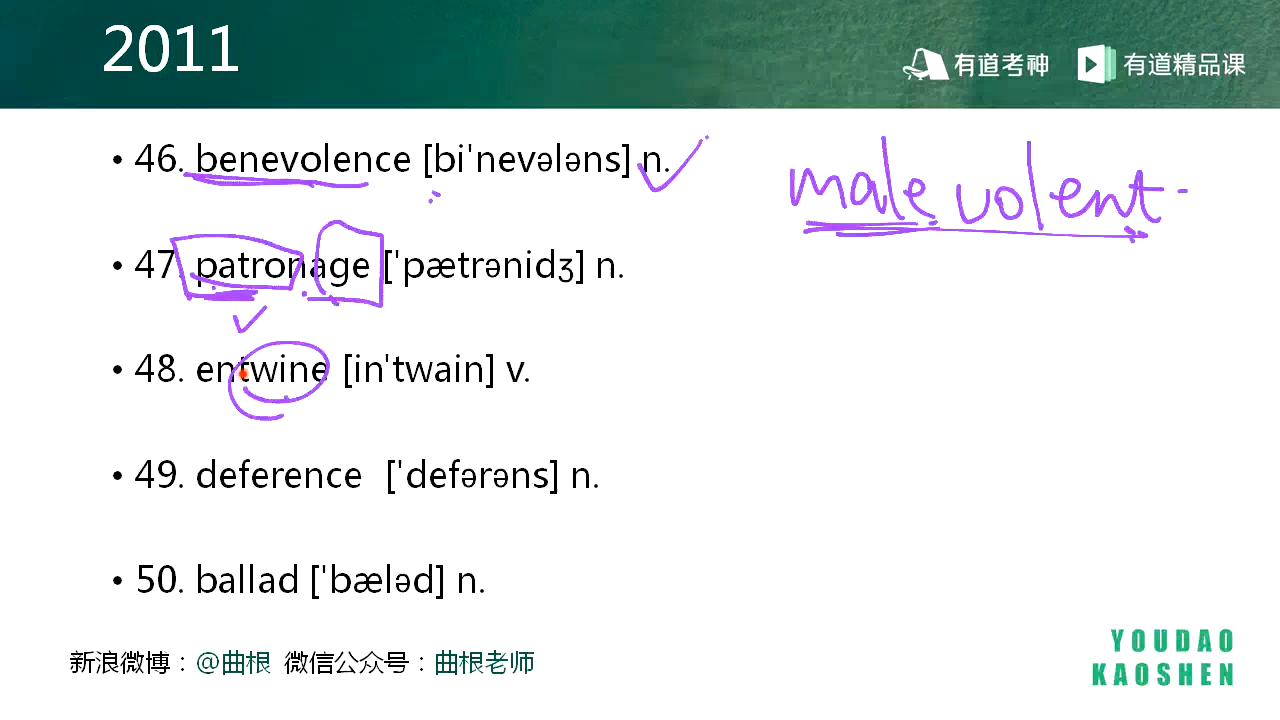 2011
有道考神 有道精品课
• 46. benevolence [biˈnevələns] n.
malevolent
• 47. patronage [ˈpætrənidʒ] n.
• 48. entwine [inˈtwain] v.
• 49. deference [ˈdefərəns] n.
• 50. ballad [ˈbæləd] n.
新浪微博：@曲根 微信公众号：曲根老师
YOUDAO
KAOSHEN